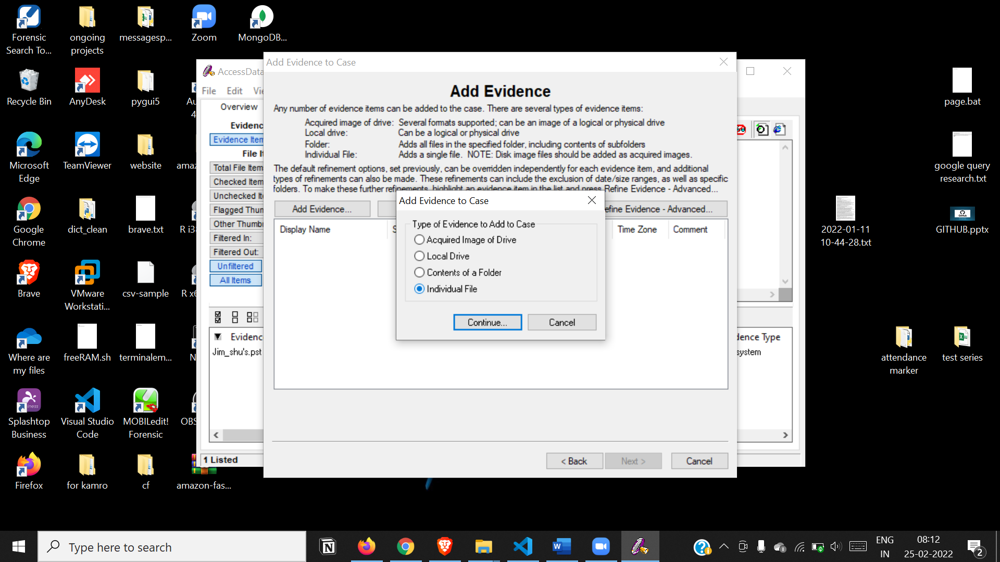 Forensic
Search To...
ongoing
projects
messagesp...
Zoom
MongoDB...
Recycle Bin
AnyDesk
pygui5
Au
4
Microsoft
Edge
TeamViewer
website
amaz
Google
Chrome
dict_clean
brave.txt
R i3
Brave
VMware
Workstati...
csv-sample
R x6
Where are
my files
freeRAM.sh
terminalem...
N
Splashtop
Business
Visual Studio
Code
MOBILedit!
Forensic
OBS
Firefox
for kamro
cf
amazon-fas...
AccessData
File Edit Vi
Overview
Evidenc
Evidence Item
File It
Total File Item
Checked Item
Unchecked It
Flagged Thum
Other Thumb
Filtered In:
Filtered Out:
Unfiltered
All Items
Evidenc
Jim_shu's.pst
dence Type
system
1 Listed
Add Evidence to Case
Add Evidence
Any number of evidence items can be added to the case. There are several types of evidence items:
Acquired image of drive: Several formats supported; can be an image of a logical or physical drive
Local drive: Can be a logical or physical drive
Folder: Adds all files in the specified folder, including contents of subfolders
Individual File: Adds a single file. NOTE: Disk image files should be added as acquired images.
The default refinement options, set previously, can be overridden independently for each evidence item, and additional
types of refinements can also be made. These refinements can include the exclusion of date/size ranges, as well as specific
folders. To make these further refinements, highlight an evidence item in the list and press Refine Evidence - Advanced...
Add Evidence...
efine Evidence - Advanced...
Display Name
S
Time Zone
Comment
Add Evidence to Case
Type of Evidence to Add to Case
Acquired Image of Drive
Local Drive
Contents of a Folder
Individual File
Continue...
Cancel
< Back
Next >
Cancel
page.bat
google query
research.txt
2022-01-11
10-44-28.txt
GITHUB.pptx
attendance
marker
test series
Type here to search
ENG
IN
08:12
25-02-2022
2